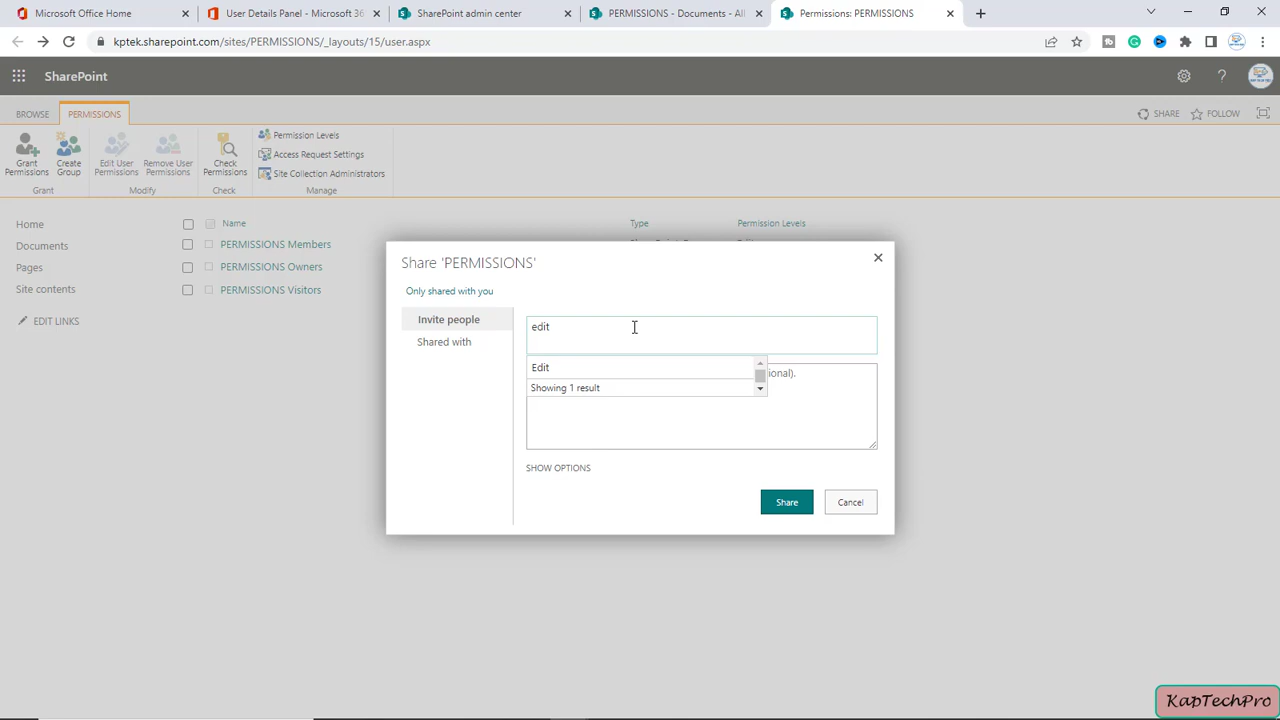 Microsoft Office Home
User Details Panel - Microsoft 36
SharePoint admin center
PERMISSIONS - Documents - All
Permissions: PERMISSIONS
kptek.sharepoint.com/sites/PERMISSIONS/_layouts/15/user.aspx
SharePoint
BROWSE
PERMISSIONS
SHARE
FOLLOW
Grant
Permissions
Create
Group
Edit User
Permissions
Remove User
Permissions
Check
Permissions
Permission Levels
Access Request Settings
Site Collection Administrators
Grant
Modify
Check
Manage
Home
Documents
Pages
Site contents
EDIT LINKS
Name
Type
Permission Levels
PERMISSIONS Members
PERMISSIONS Owners
PERMISSIONS Visitors
Share 'PERMISSIONS'
Only shared with you
Invite people
Shared with
edit
Edit
Showing 1 result
ional).
SHOW OPTIONS
Share
Cancel
KapTechPro